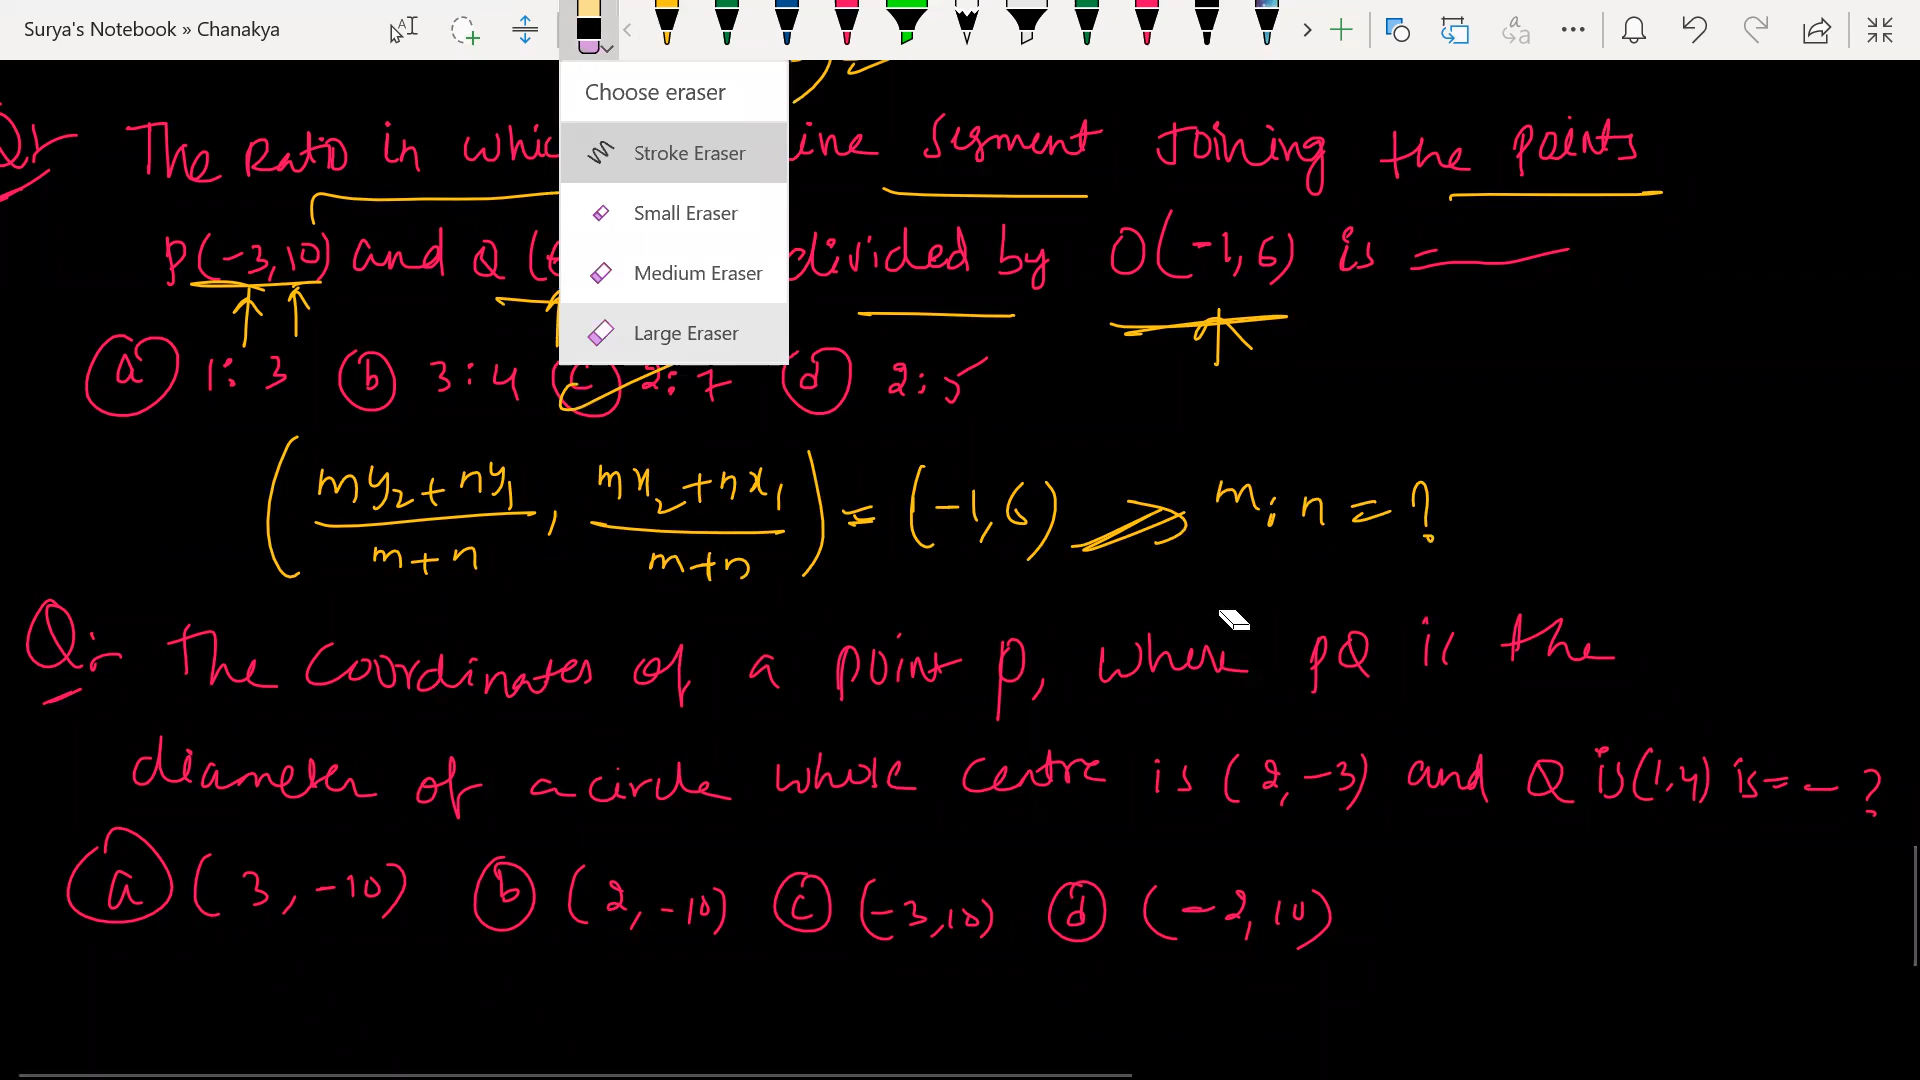 Surya's Notebook » Chanakya
Choose eraser
Stroke Eraser
Small Eraser
Medium Eraser
Large Eraser
Q:- The Ratio in whic ine segment Joining the points
P(-3,10) and Q ( divided by O(-1,6) is ——
(a) 1:3 (b) 3:4 (c) 2:7 (d) 2:5
((my₂+ny₁)/(m+n), (mx₂+nx₁)/(m+n)) = (-1,6) ⇒ m:n = ?
Q:- The Coordinates of a point P, where PQ is the
diameter of a circle whose centre is (2,-3) and Q is (1,4) is = - ?
(a) (3,-10) (b) (2,-10) (c) (-3,10) (d) (-2,10)